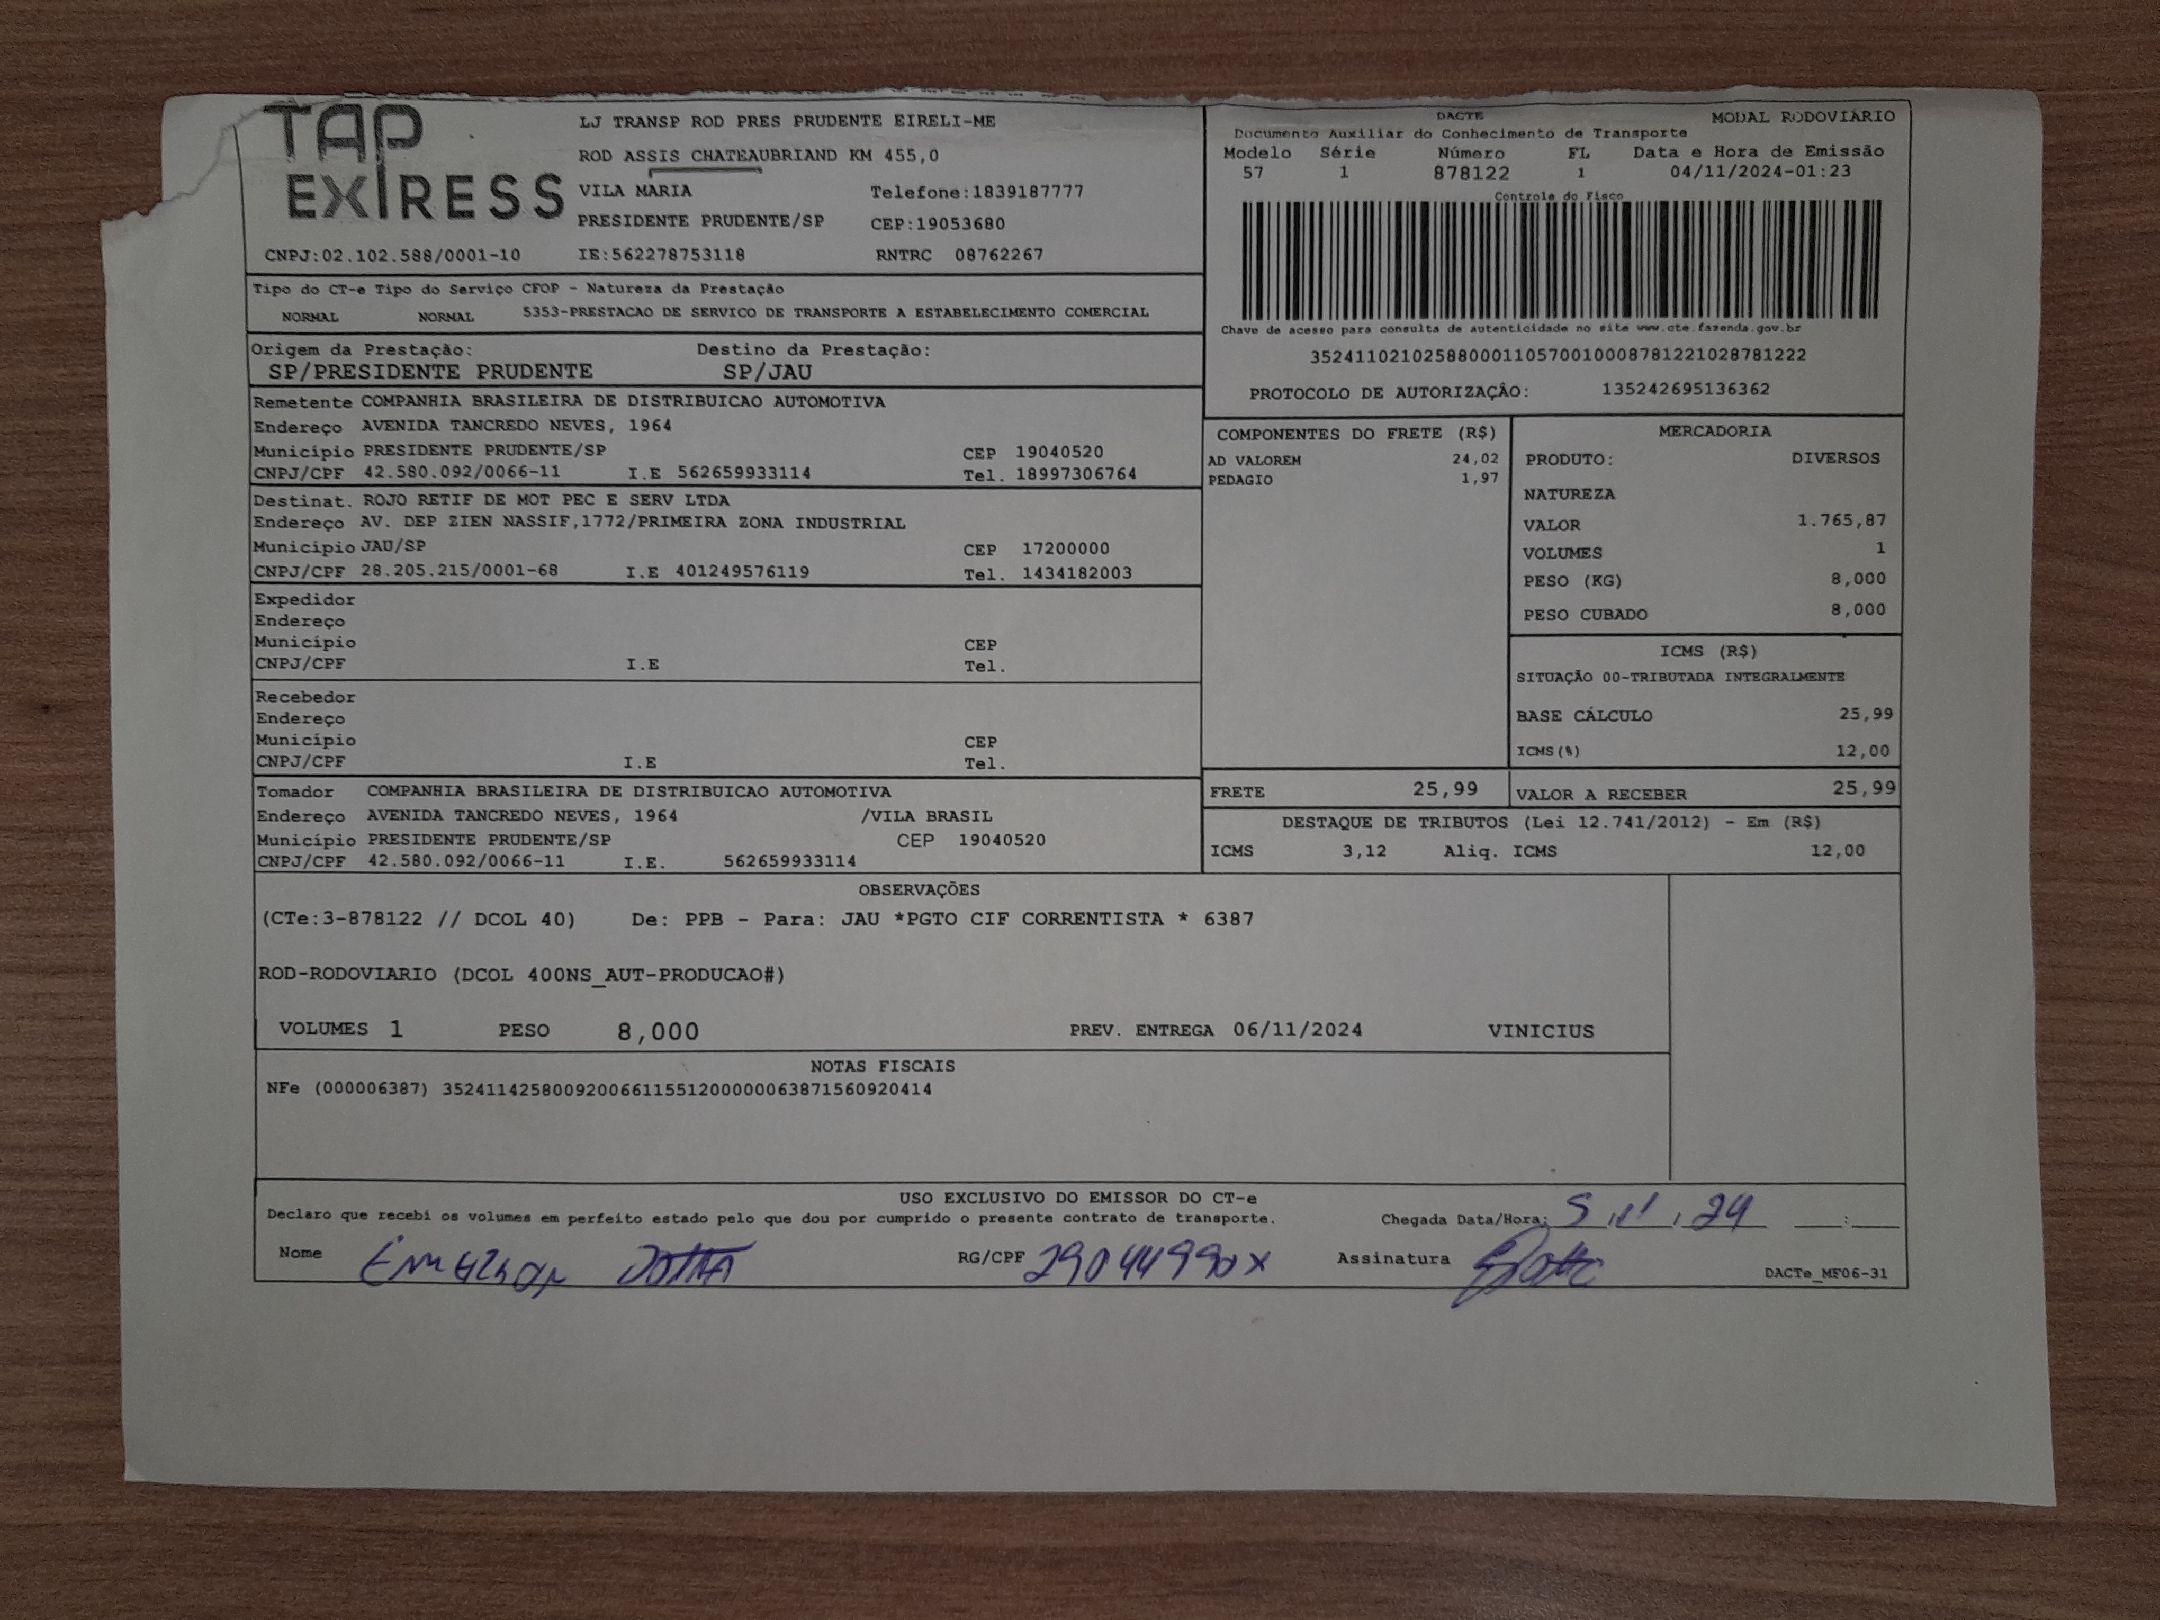 TAP EXPRESS
LJ TRANSP ROD PRES PRUDENTE EIRELI-ME
ROD ASSIS CHATEAUBRIAND KM 455,0
VILA MARIA Telefone:1839187777
PRESIDENTE PRUDENTE/SP CEP:19053680
CNPJ:02.102.588/0001-10 IE:562278753118 RNTRC 08762267
DACTE MODAL RODOVIÁRIO
Documento Auxiliar do Conhecimento de Transporte
Modelo Série Número FL Data e Hora de Emissão
57 1 878122 1 04/11/2024-01:23
Controle do Fisco
Chave de acesso para consulta de autenticidade no site www.cte.fazenda.gov.br
35241102102588000110570010008781221028781222
PROTOCOLO DE AUTORIZAÇÃO: 135242695136362
Tipo do CT-e Tipo do Serviço CFOP - Natureza da Prestação
NORMAL NORMAL 5353-PRESTACAO DE SERVICO DE TRANSPORTE A ESTABELECIMENTO COMERCIAL
Origem da Prestação: Destino da Prestação:
SP/PRESIDENTE PRUDENTE SP/JAU
Remetente COMPANHIA BRASILEIRA DE DISTRIBUICAO AUTOMOTIVA
Endereço AVENIDA TANCREDO NEVES, 1964
Município PRESIDENTE PRUDENTE/SP CEP 19040520
CNPJ/CPF 42.580.092/0066-11 I.E 562659933114 Tel. 18997306764
Destinat. ROJO RETIF DE MOT PEC E SERV LTDA
Endereço AV. DEP ZIEN NASSIF,1772/PRIMEIRA ZONA INDUSTRIAL
Município JAU/SP CEP 17200000
CNPJ/CPF 28.205.215/0001-68 I.E 401249576119 Tel. 1434182003
Expedidor
Endereço
Município CEP
CNPJ/CPF I.E Tel.
Recebedor
Endereço
Município CEP
CNPJ/CPF I.E Tel.
Tomador COMPANHIA BRASILEIRA DE DISTRIBUICAO AUTOMOTIVA
Endereço AVENIDA TANCREDO NEVES, 1964 /VILA BRASIL
Município PRESIDENTE PRUDENTE/SP CEP 19040520
CNPJ/CPF 42.580.092/0066-11 I.E. 562659933114
COMPONENTES DO FRETE (R$)
AD VALOREM 24,02
PEDAGIO 1,97
MERCADORIA
PRODUTO: DIVERSOS
NATUREZA
VALOR 1.765,87
VOLUMES 1
PESO (KG) 8,000
PESO CUBADO 8,000
ICMS (R$)
SITUAÇÃO 00-TRIBUTADA INTEGRALMENTE
BASE CÁLCULO 25,99
ICMS(%) 12,00
FRETE 25,99 VALOR A RECEBER 25,99
DESTAQUE DE TRIBUTOS (Lei 12.741/2012) - Em (R$)
ICMS 3,12 Aliq. ICMS 12,00
OBSERVAÇÕES
(CTe:3-878122 // DCOL 40) De: PPB - Para: JAU *PGTO CIF CORRENTISTA * 6387
ROD-RODOVIARIO (DCOL 400NS_AUT-PRODUCAO#)
VOLUMES 1 PESO 8,000 PREV. ENTREGA 06/11/2024 VINICIUS
NOTAS FISCAIS
NFe (000006387) 35241142580092006611551200000063871560920414
USO EXCLUSIVO DO EMISSOR DO CT-e
Declaro que recebi os volumes em perfeito estado pelo que dou por cumprido o presente contrato de transporte. Chegada Data/Hora: 5 11 24 :
Nome Emerson RG/CPF Assinatura
DACTe_MF06-31